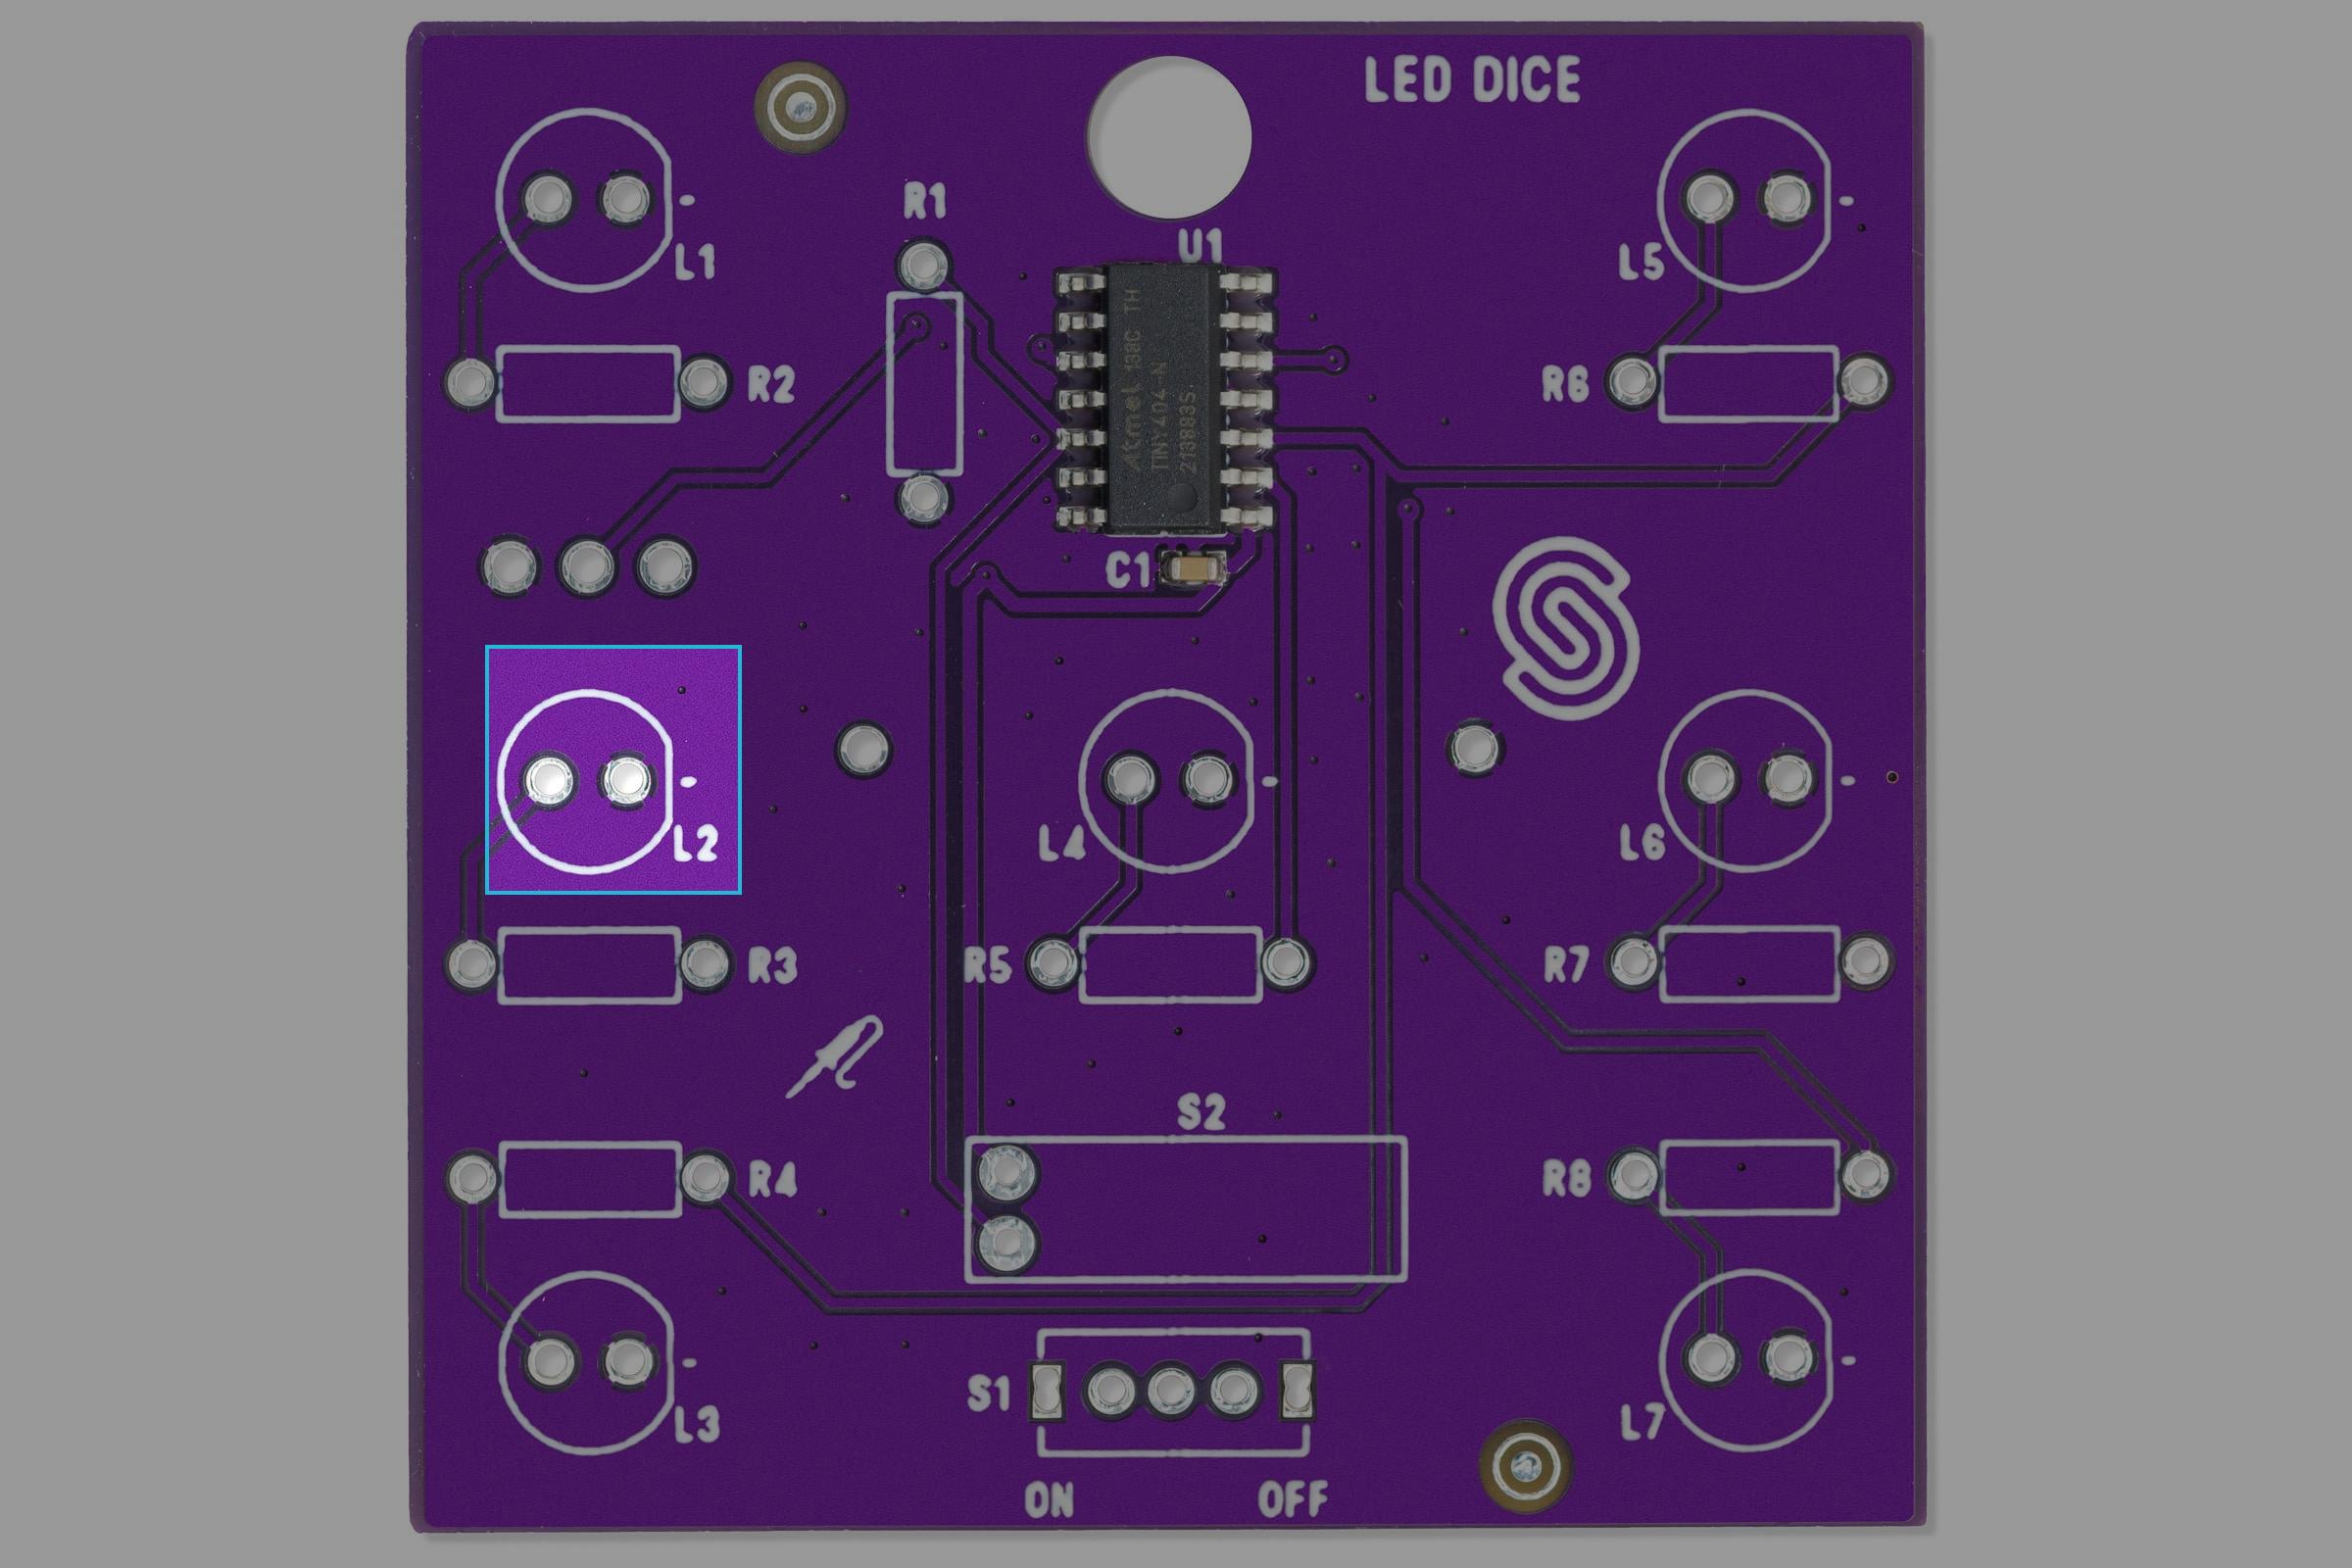 LED DICE
R1
U1
L1
L5
R2
R6
Atmel 138C TH
TINY404-N
213883S
C1
L2
L4
L6
R3
R5
R7
S2
R4
R8
S1
L3
L7
ON
OFF